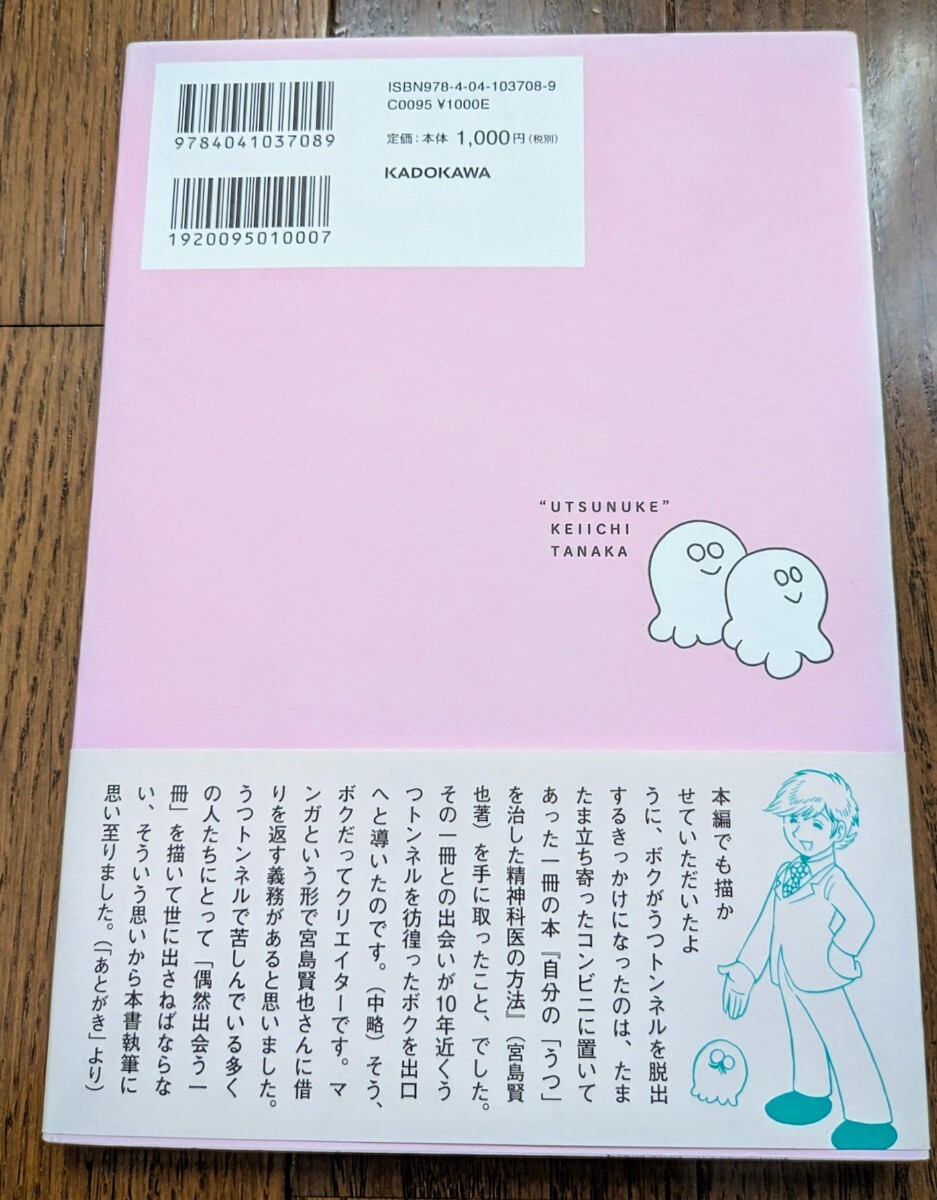 ISBN978-4-04-103708-9
C0095 ¥1000E
定価：本体 1,000円（税別）
KADOKAWA
9784041037089
1920095010007
“UTSUNUKE”
KEIICHI
TANAKA
本編でも描か
せていただいたよ
うに、ボクがうつトンネルを脱出
するきっかけになったのは、たま
たま立ち寄ったコンビニに置いて
あった一冊の本『自分の「うつ」
を治した精神科医の方法』（宮島賢
也著）を手に取ったこと、でした。
その一冊との出会いが10年近くう
つトンネルを彷徨ったボクを出口
へと導いたのです。（中略）そう、
ボクだってクリエイターです。マ
ンガという形で宮島賢也さんに借
りを返す義務があると思いました。
うつトンネルで苦しんでいる多く
の人たちにとって「偶然出会う一
冊」を描いて世に出さねばならな
い、そういう思いから本書執筆に
思い至りました。（「あとがき」より）